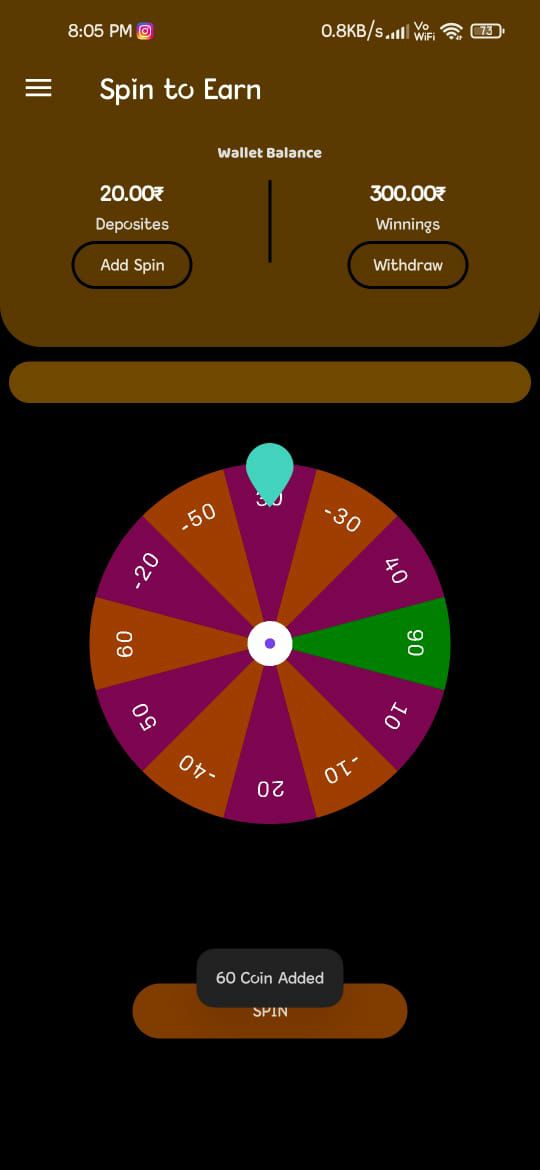 8:05 PM 0.8KB/s Vo WiFi 73
Spin to Earn
Wallet Balance
20.00₹ 300.00₹
Deposites Winnings
Add Spin Withdraw
-50 -30
-20 40
60 90
50 10
-40 -10
20
60 Coin Added
SPIN